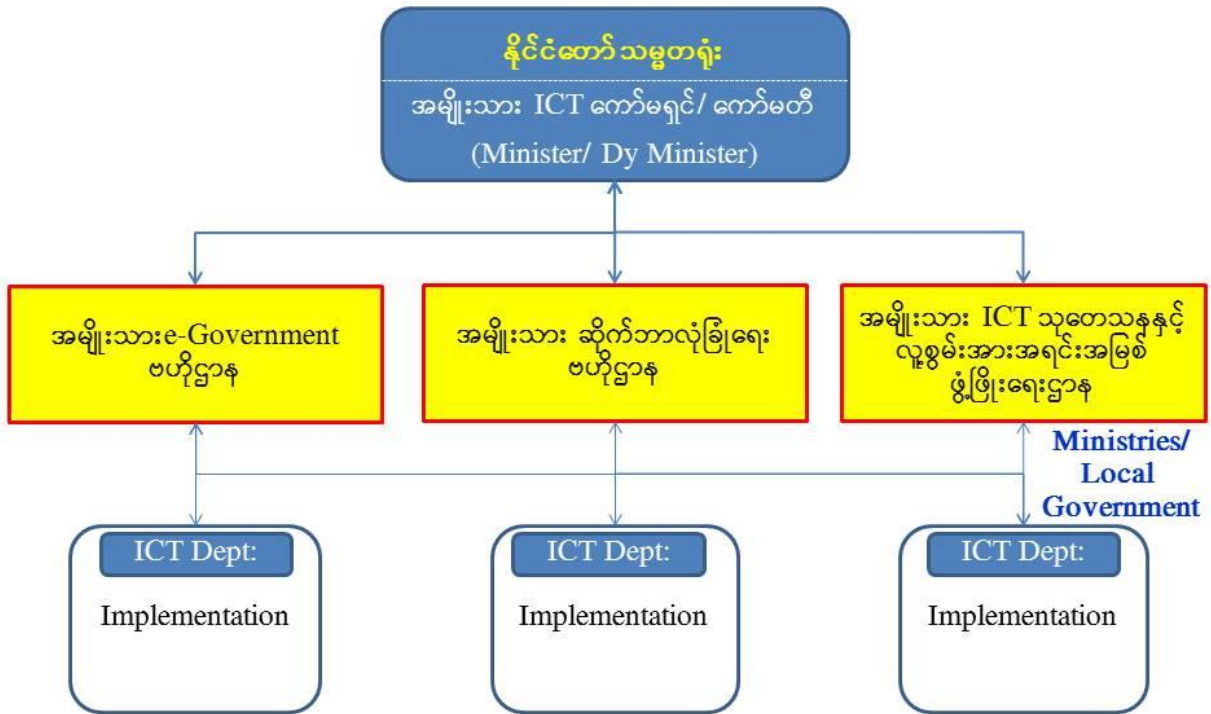 နိုင်ငံတော် သမ္မတရုံး
အမျိုးသား ICT ကော်မရှင်/ ကော်မတီ
(Minister/ Dy Minister)
အမျိုးသားe-Government
ဗဟိုဌာန
အမျိုးသား ဆိုက်ဘာလုံခြုံရေး
ဗဟိုဌာန
အမျိုးသား ICT သုတေသနနှင့်
လူ့စွမ်းအားအရင်းအမြစ်
ဖွံ့ဖြိုးရေးဌာန
Ministries/
Local
Government
ICT Dept:
Implementation
ICT Dept:
Implementation
ICT Dept:
Implementation